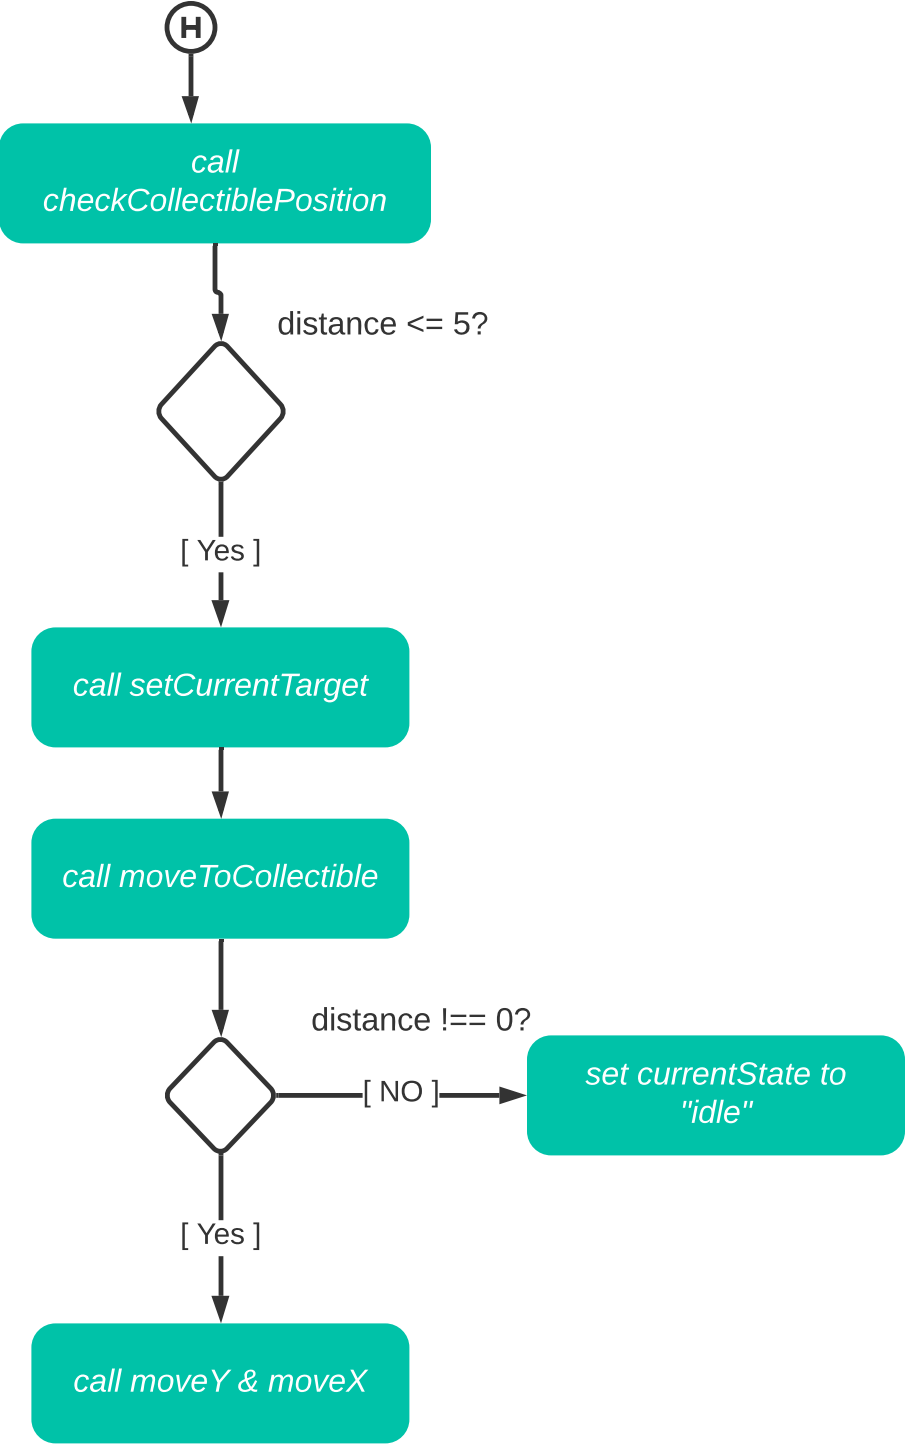 H
call
checkCollectiblePosition
distance <= 5?
[ Yes ]
call setCurrentTarget
call moveToCollectible
distance !== 0?
[ NO ]
set currentState to
"idle"
[ Yes ]
call moveY & moveX